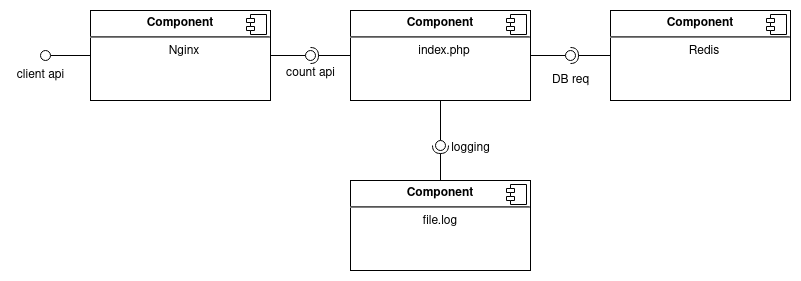 Component
Nginx
client api
count api
Component
index.php
DB req
Component
Redis
logging
Component
file.log